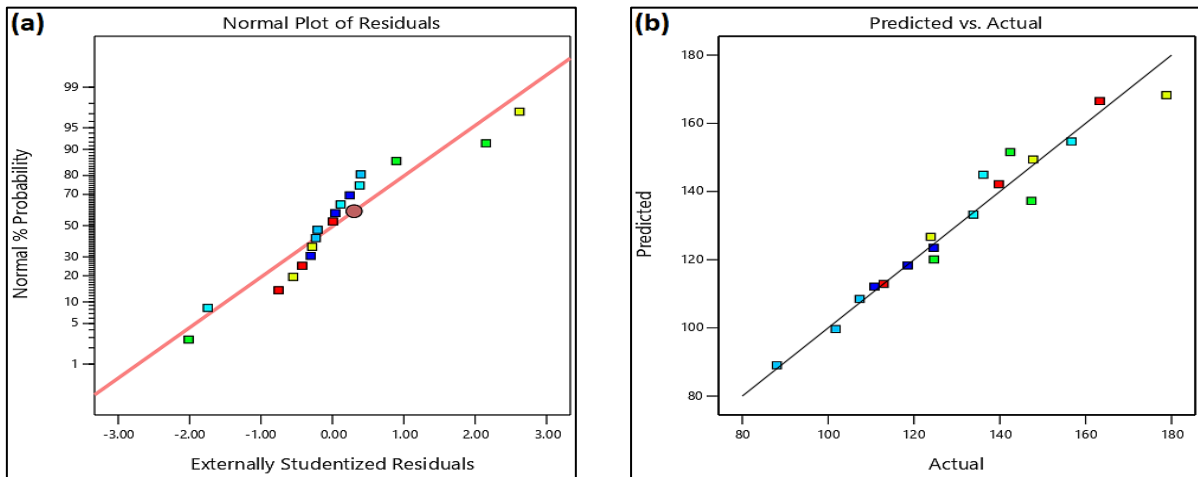 (a)
Normal Plot of Residuals
Normal % Probability
99
95
90
80
70
50
30
20
10
5
1
-3.00 -2.00 -1.00 0.00 1.00 2.00 3.00
Externally Studentized Residuals
(b)
Predicted vs. Actual
Predicted
180
160
140
120
100
80
80 100 120 140 160 180
Actual